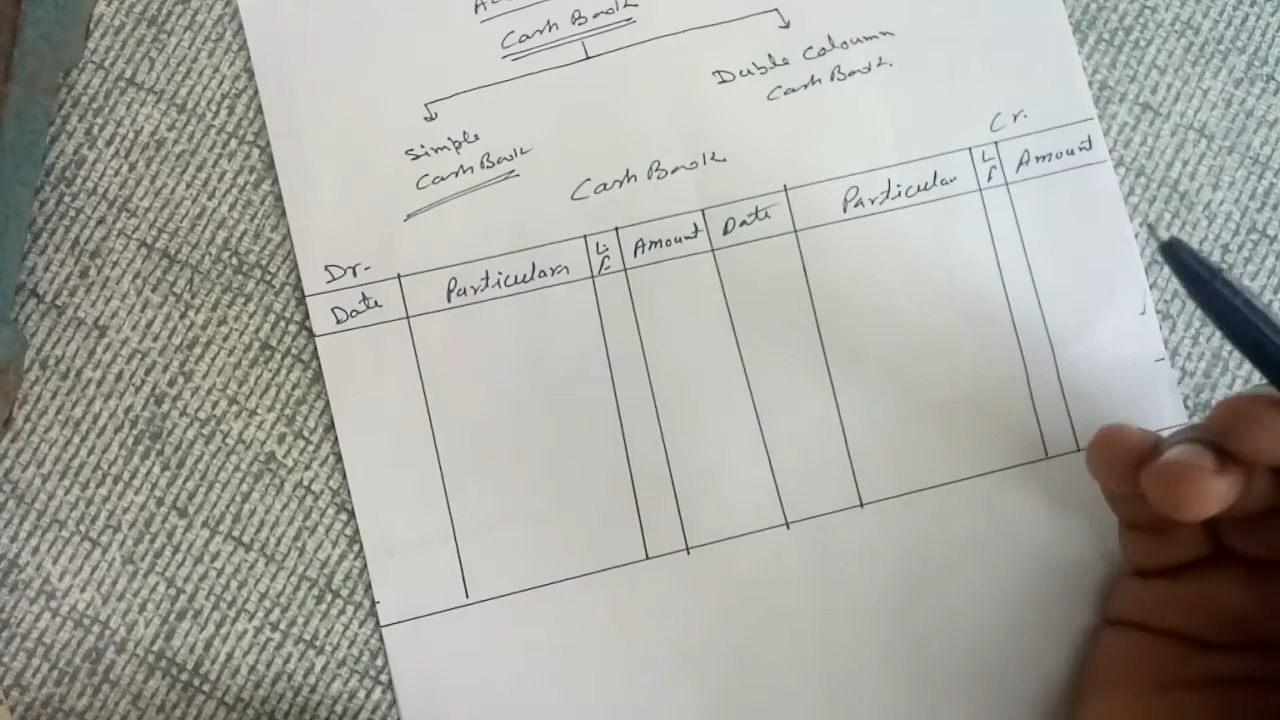 Cash Book
Duble Coloumn
Cash Book.
Simple
Cash Book
Cash Book
Dr. Cr.
Date Particulars L.F. Amount Date Particular L F Amount